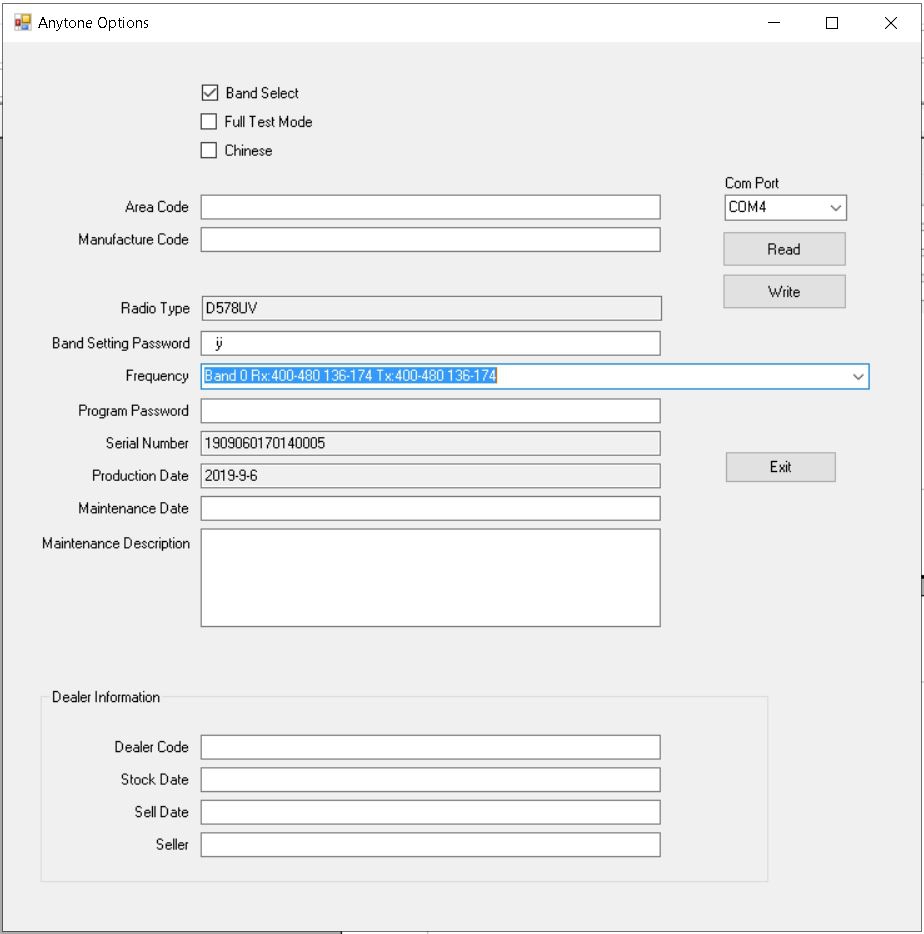 Anytone Options
Band Select
Full Test Mode
Chinese
Com Port
Area Code
COM4
Manufacture Code
Read
Write
Radio Type D578UV
Band Setting Password ÿ
Frequency Band 0 Rx:400-480 136-174 Tx:400-480 136-174
Program Password
Serial Number 1909060170140005
Exit
Production Date 2019-9-6
Maintenance Date
Maintenance Description
Dealer Information
Dealer Code
Stock Date
Sell Date
Seller